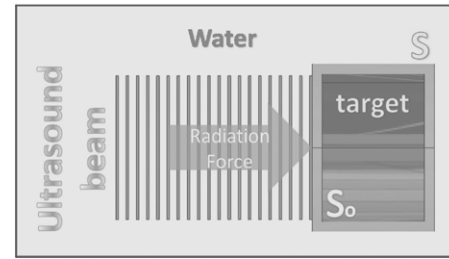 Water
S
Ultrasound
beam
Radiation
Force
target
So